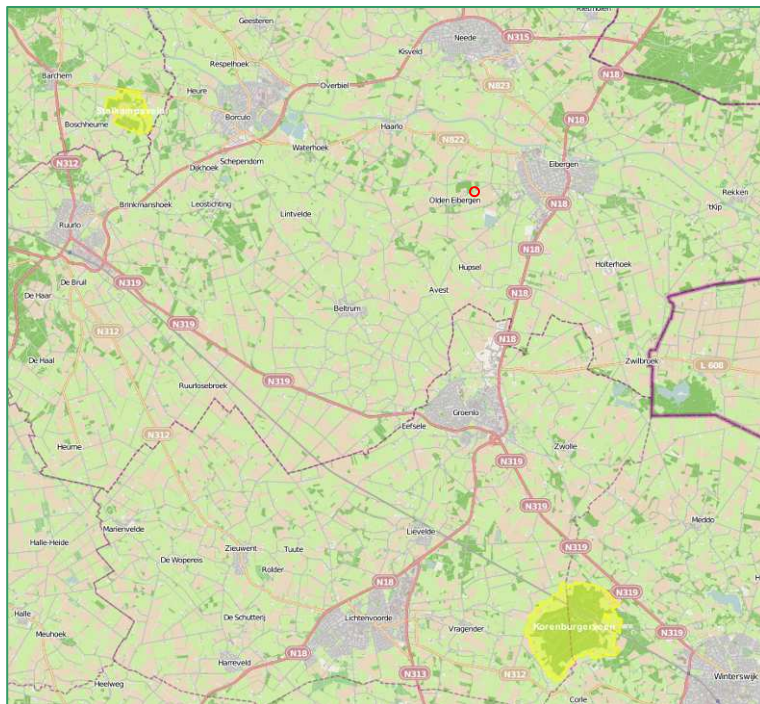 Rietmolen
Geesteren
Neede
N315
Kisveld
Respelhoek
N18
Barchem
Overbiel
N823
Heure
Stelkampsveld
Borculo
Boschheurne
Haarlo
N18
N822
Waterhoek
Schependom
N312
Dijkhoek
Eibergen
Rekken
Brinkmanshoek
Leostichting
Olden Eibergen
N18
'tKip
Lintvelde
Ruurlo
N18
Hupsel
Holterhoek
De Bruil
N319
Avest
N18
De Haar
Beltrum
N319
N312
N18
De Haal
Zwilbroek
L 608
N319
Ruurlosebroek
Groenlo
Eefsele
N312
Zwolle
Heurne
N319
N319
Marienvelde
Meddo
Lievelde
Halle-Heide
Zieuwent
Tuute
N319
De Wopereis
Rolder
N18
N319
Halle
De Schutterij
Lichtenvoorde
Vragender
Korenburgerveen
N319
Meuhoek
N18
Harreveld
N313
N312
Winterswijk
Heelweg
Corle